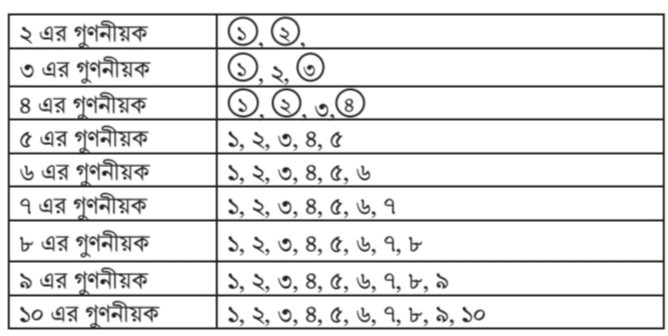 ২ এর গুণনীয়ক ১, ২,
৩ এর গুণনীয়ক ১, ২, ৩
৪ এর গুণনীয়ক ১, ২, ৩, ৪
৫ এর গুণনীয়ক ১, ২, ৩, ৪, ৫
৬ এর গুণনীয়ক ১, ২, ৩, ৪, ৫, ৬
৭ এর গুণনীয়ক ১, ২, ৩, ৪, ৫, ৬, ৭
৮ এর গুণনীয়ক ১, ২, ৩, ৪, ৫, ৬, ৭, ৮
৯ এর গুণনীয়ক ১, ২, ৩, ৪, ৫, ৬, ৭, ৮, ৯
১০ এর গুণনীয়ক ১, ২, ৩, ৪, ৫, ৬, ৭, ৮, ৯, ১০